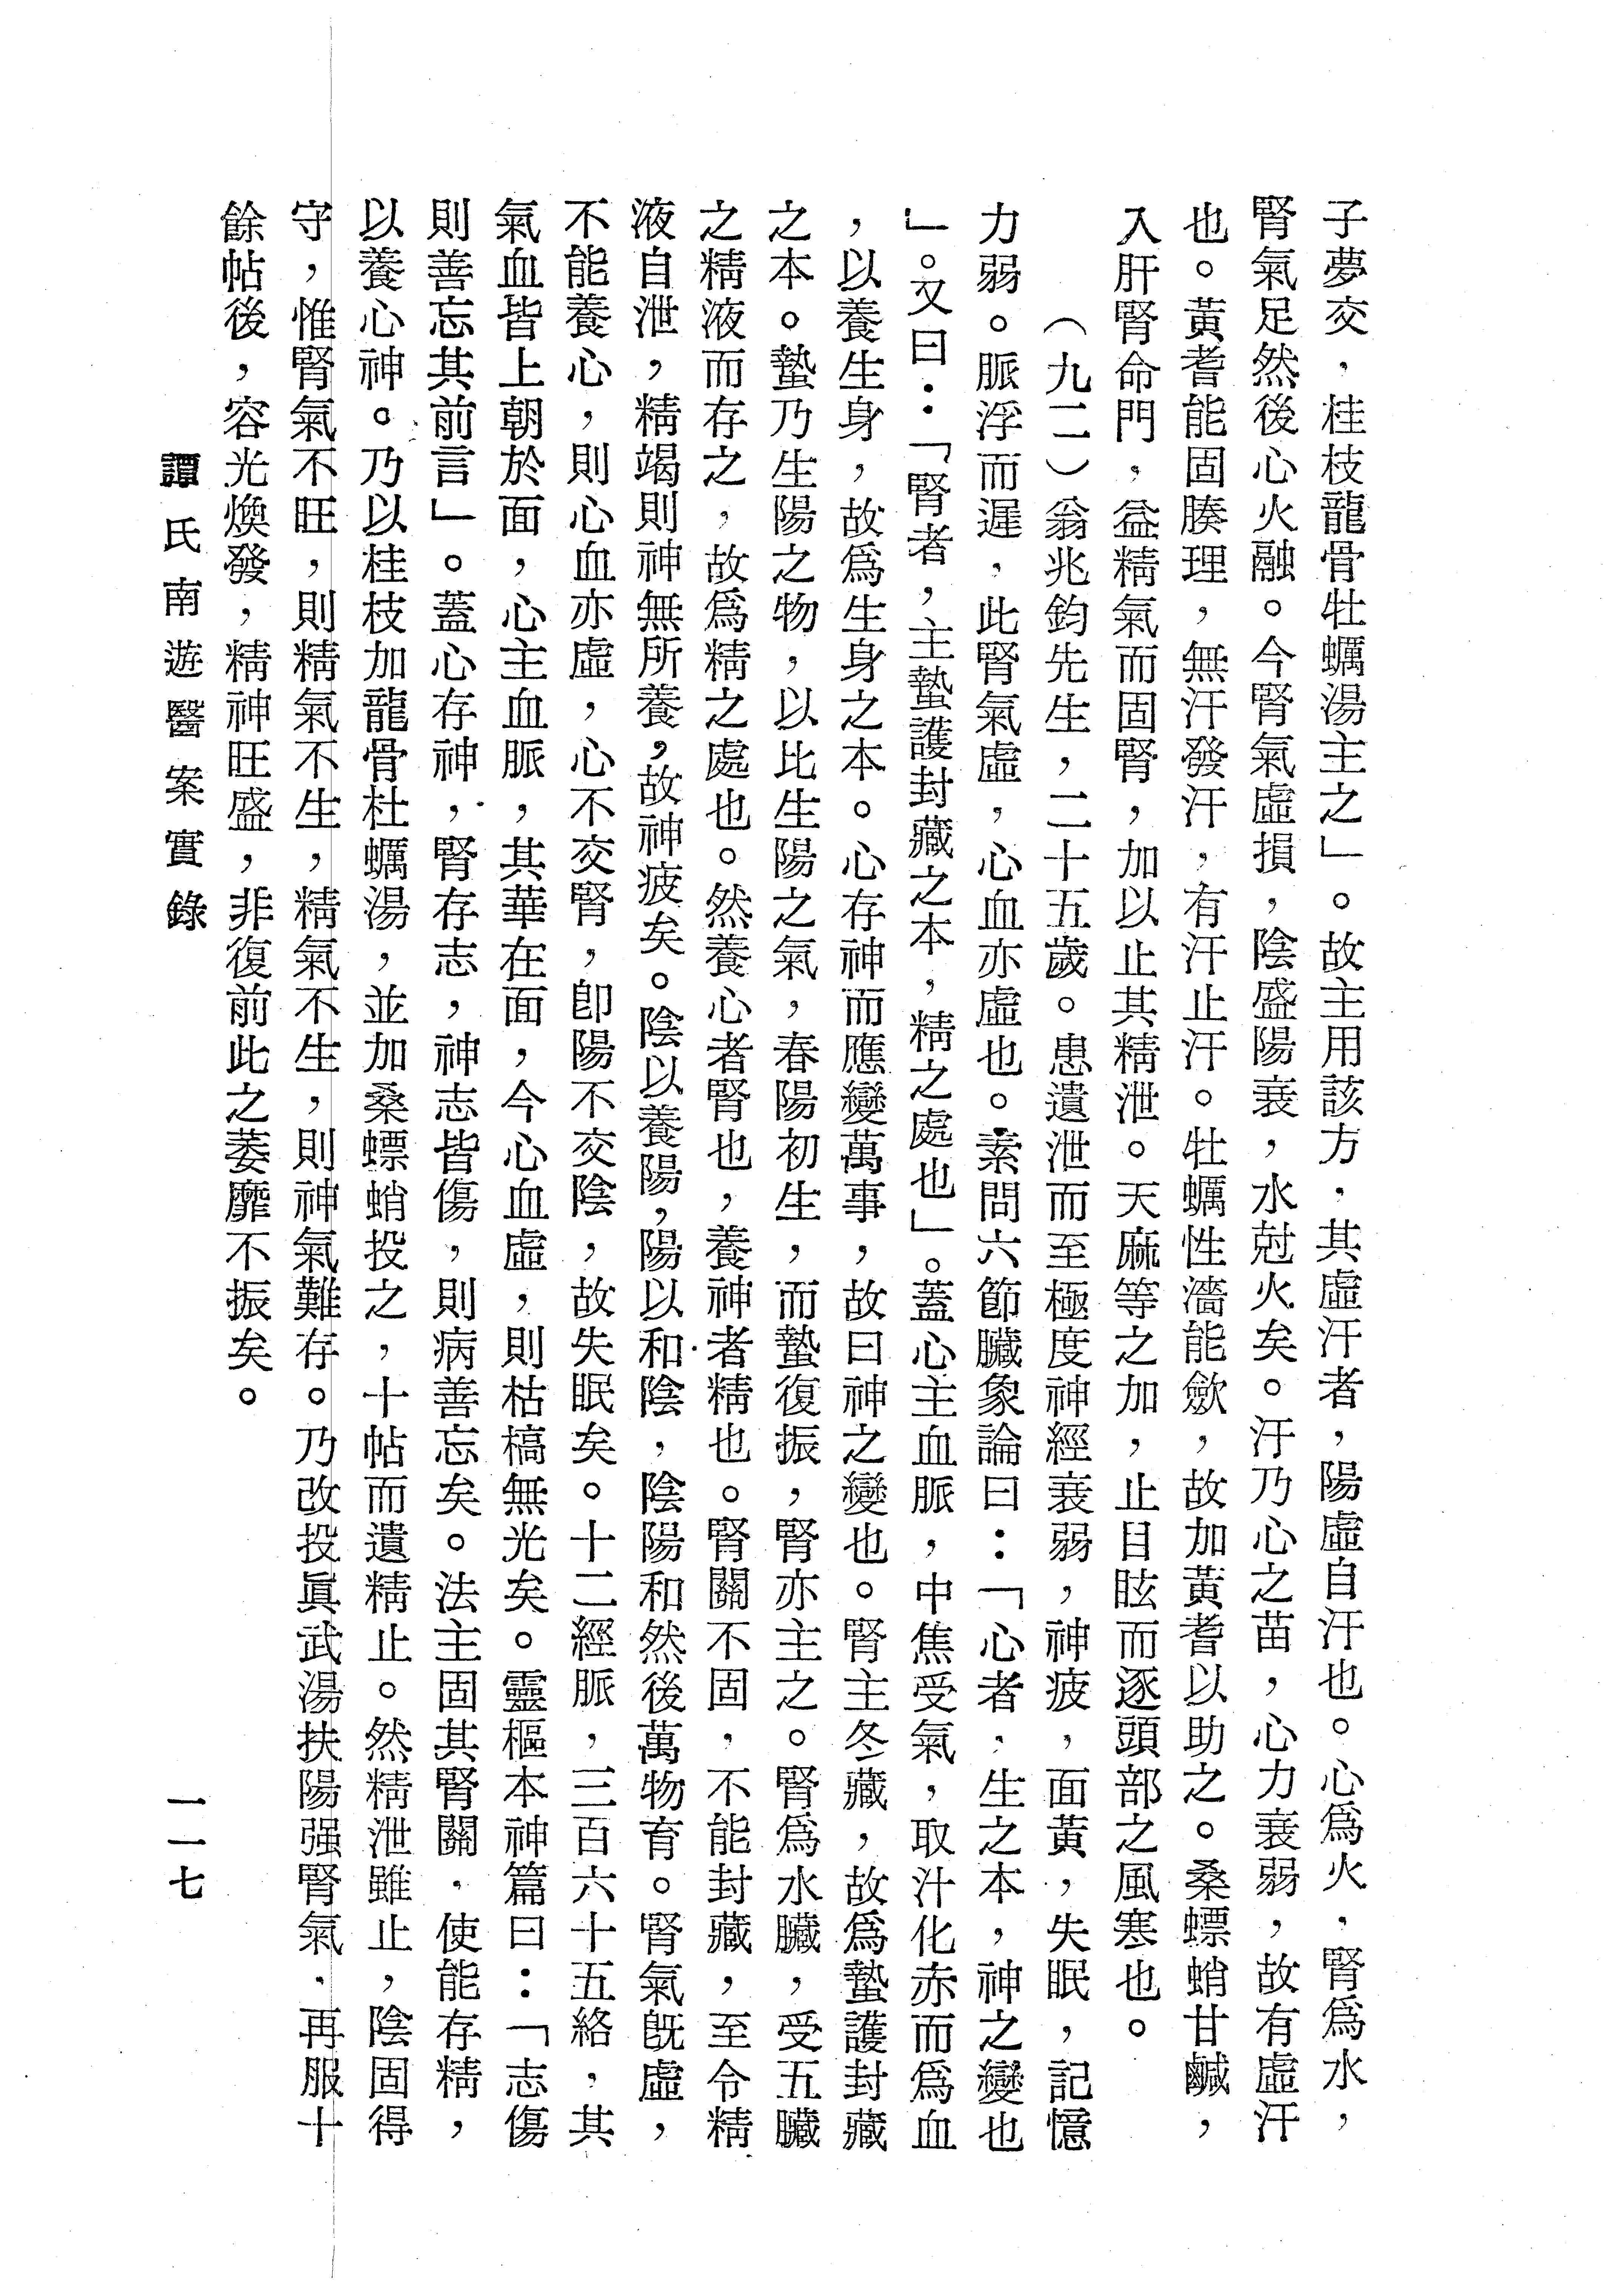 子夢交，桂枝龍骨牡蠣湯主之」。故主用該方，其虛汗者，陽虛自汗也。心爲火，腎爲水，
腎氣足然後心火融。今腎氣虛損，陰盛陽衰，水尅火矣。汗乃心之苗，心力衰弱，故有虛汗
也。黃耆能固腠理，無汗發汗，有汗止汗。牡蠣性濇能歛，故加黃耆以助之。桑螵蛸甘鹹，
入肝腎命門，益精氣而固腎，加以止其精泄。天麻等之加，止目眩而逐頭部之風寒也。
（九二）翁兆鈞先生，二十五歲。患遺泄而至極度神經衰弱，神疲，面黃，失眠，記憶
力弱。脈浮而遲，此腎氣虛，心血亦虛也。素問六節臟象論曰：「心者，生之本，神之變也
」。又曰：「腎者，主蟄護封藏之本，精之處也」。蓋心主血脈，中焦受氣，取汁化赤而爲血
，以養生身，故爲生身之本。心存神而應變萬事，故曰神之變也。腎主冬藏，故爲蟄護封藏
之本。蟄乃生陽之物，以比生陽之氣，春陽初生，而蟄復振，腎亦主之。腎爲水臟，受五臟
之精液而存之，故爲精之處也。然養心者腎也，養神者精也。腎關不固，不能封藏，至令精
液自泄，精竭則神無所養，故神疲矣。陰以養陽，陽以和陰，陰陽和然後萬物育。腎氣旣虛，
不能養心，則心血亦虛，心不交腎，卽陽不交陰，故失眠矣。十二經脈，三百六十五絡，其
氣血皆上朝於面，心主血脈，其華在面，今心血虛，則枯槁無光矣。靈樞本神篇曰：「志傷
則善忘其前言」。蓋心存神，腎存志，神志皆傷，則病善忘矣。法主固其腎關，使能存精，
以養心神。乃以桂枝加龍骨杜蠣湯，並加桑螵蛸投之，十帖而遺精止。然精泄雖止，陰固得
守，惟腎氣不旺，則精氣不生，精氣不生，則神氣難存。乃改投眞武湯扶陽强腎氣，再服十
餘帖後，容光煥發，精神旺盛，非復前此之萎靡不振矣。
譚氏南遊醫案實錄
一一七